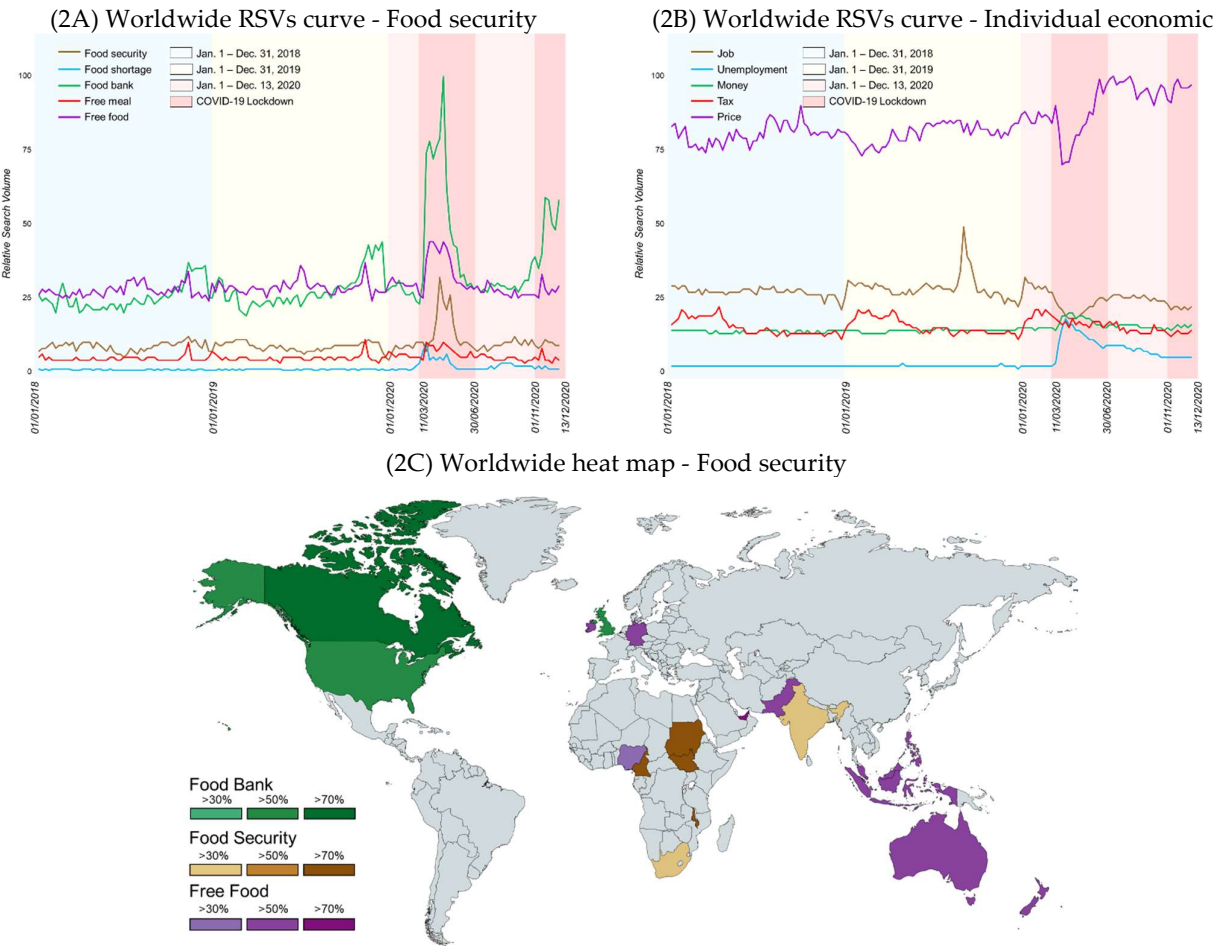 (2A) Worldwide RSVs curve - Food security
Food security
Food shortage
Food bank
Free meal
Free food
Jan. 1 – Dec. 31, 2018
Jan. 1 – Dec. 31, 2019
Jan. 1 – Dec. 13, 2020
COVID-19 Lockdown
Relative Search Volume
100
75
50
25
0
01/01/2018
01/01/2019
01/01/2020
11/03/2020
30/06/2020
01/11/2020
13/12/2020
(2B) Worldwide RSVs curve - Individual economic
Job
Unemployment
Money
Tax
Price
Jan. 1 – Dec. 31, 2018
Jan. 1 – Dec. 31, 2019
Jan. 1 – Dec. 13, 2020
COVID-19 Lockdown
Relative Search Volume
100
75
50
25
0
01/01/2018
01/01/2019
01/01/2020
11/03/2020
30/06/2020
01/11/2020
13/12/2020
(2C) Worldwide heat map - Food security
Food Bank
>30% >50% >70%
Food Security
>30% >50% >70%
Free Food
>30% >50% >70%